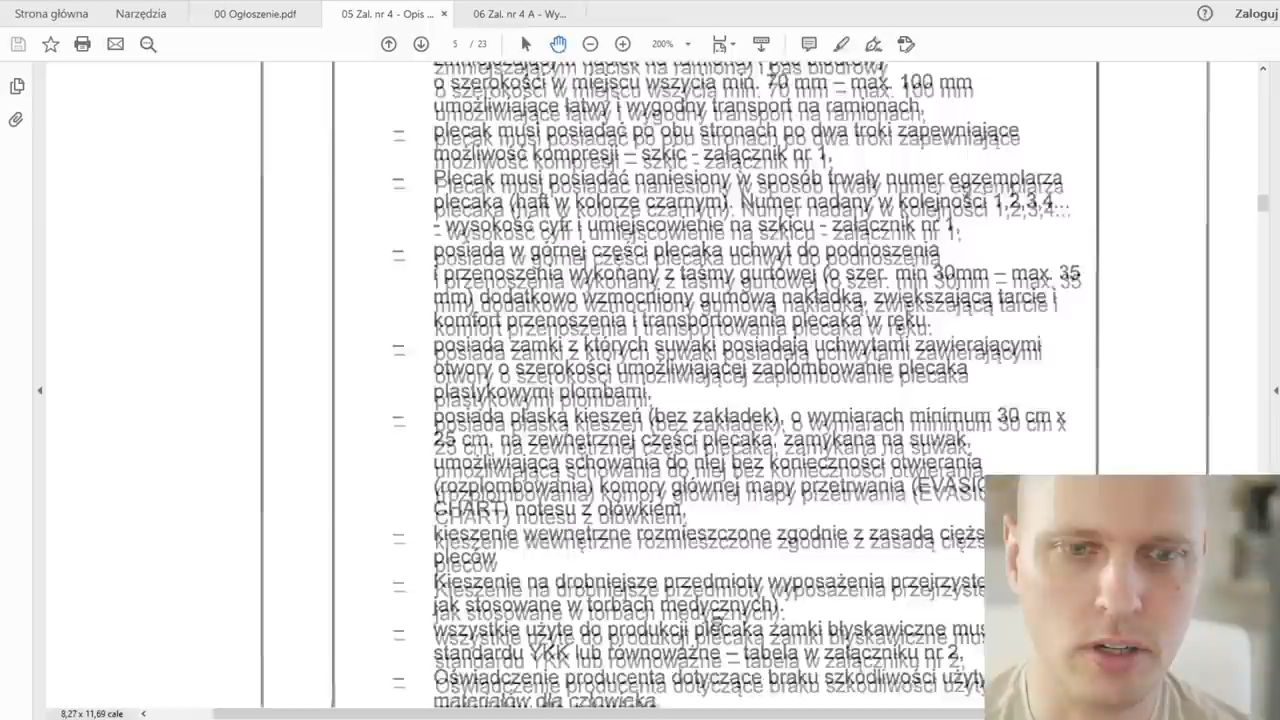 Strona główna Narzędzia 00 Ogłoszenie.pdf 05 Zal. nr 4 - Opis ... × 06 Zal. nr 4 A - Wy... Zaloguj
5 / 23 200%
zmniejszającym nacisk na ramiona) i pas biodrowy
o szerokości w miejscu wszycia min. 70 mm – max. 100 mm
umożliwiające łatwy i wygodny transport na ramionach,
– plecak musi posiadać po obu stronach po dwa troki zapewniające
możliwość kompresji – szkic - załącznik nr 1,
– Plecak musi posiadać naniesiony w sposób trwały numer egzemplarza
plecaka (haft w kolorze czarnym). Numer nadany w kolejności 1,2,3,4...
- wysokość cyfr i umiejscowienie na szkicu - załącznik nr 1,
– posiada w górnej części plecaka uchwyt do podnoszenia
i przenoszenia wykonany z taśmy gurtowej (o szer. min 30mm – max. 35
mm) dodatkowo wzmocniony gumową nakładką, zwiększającą tarcie i
komfort przenoszenia i transportowania plecaka w ręku.
– posiada zamki z których suwaki posiadają uchwytami zawierającymi
otwory o szerokości umożliwiającej zaplombowanie plecaka
plastykowymi plombami,
– posiada płaską kieszeń (bez zakładek), o wymiarach minimum 30 cm x
25 cm, na zewnętrznej części plecaka, zamykana na suwak,
umożliwiająca schowania do niej bez konieczności otwierania
(rozplombowania) komory głównej mapy przetrwania (EVASIO
CHART) notesu z ołówkiem,
– kieszenie wewnętrzne rozmieszczone zgodnie z zasadą cięż
pleców
– Kieszenie na drobniejsze przedmioty wyposażenia przejrzyste
jak stosowane w torbach medycznych).
– wszystkie użyte do produkcji plecaka zamki błyskawiczne mus
standardu YKK lub równoważne – tabela w załączniku nr 2,
– Oświadczenie producenta dotyczące braku szkodliwości użyty
materiałów dla człowieka
8,27 x 11,69 cale